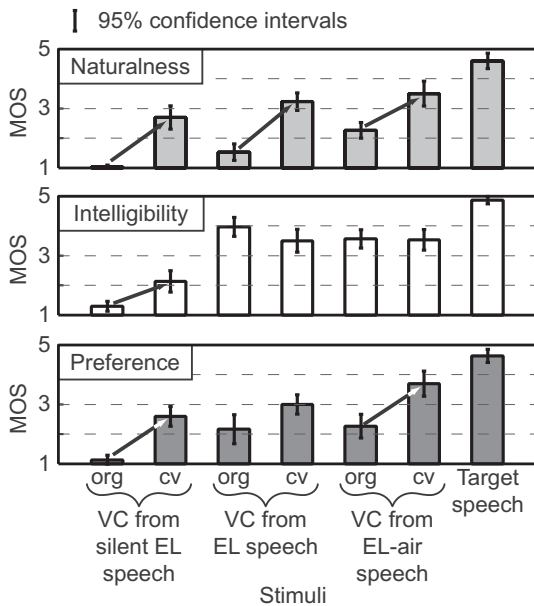 95% confidence intervals
5
Naturalness
MOS
3
1
5
Intelligibility
MOS
3
1
5
Preference
MOS
3
1
org cv org cv org cv Target
speech
VC from VC from VC from
silent EL EL speech EL-air
speech speech
Stimuli